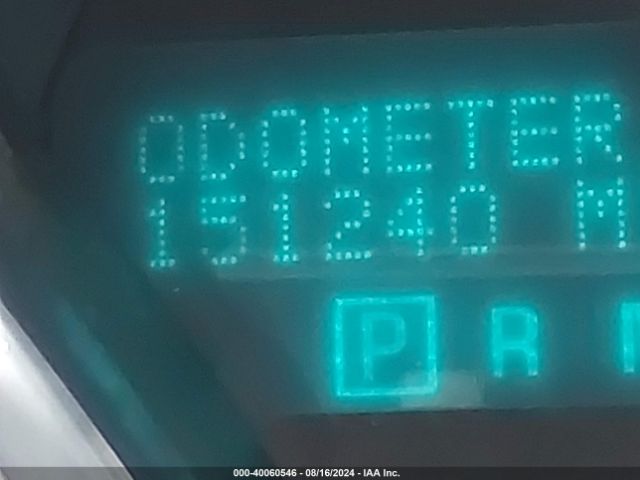 ODOMETER
151240 M
P R
000-40060546 - 08/16/2024 - IAA Inc.